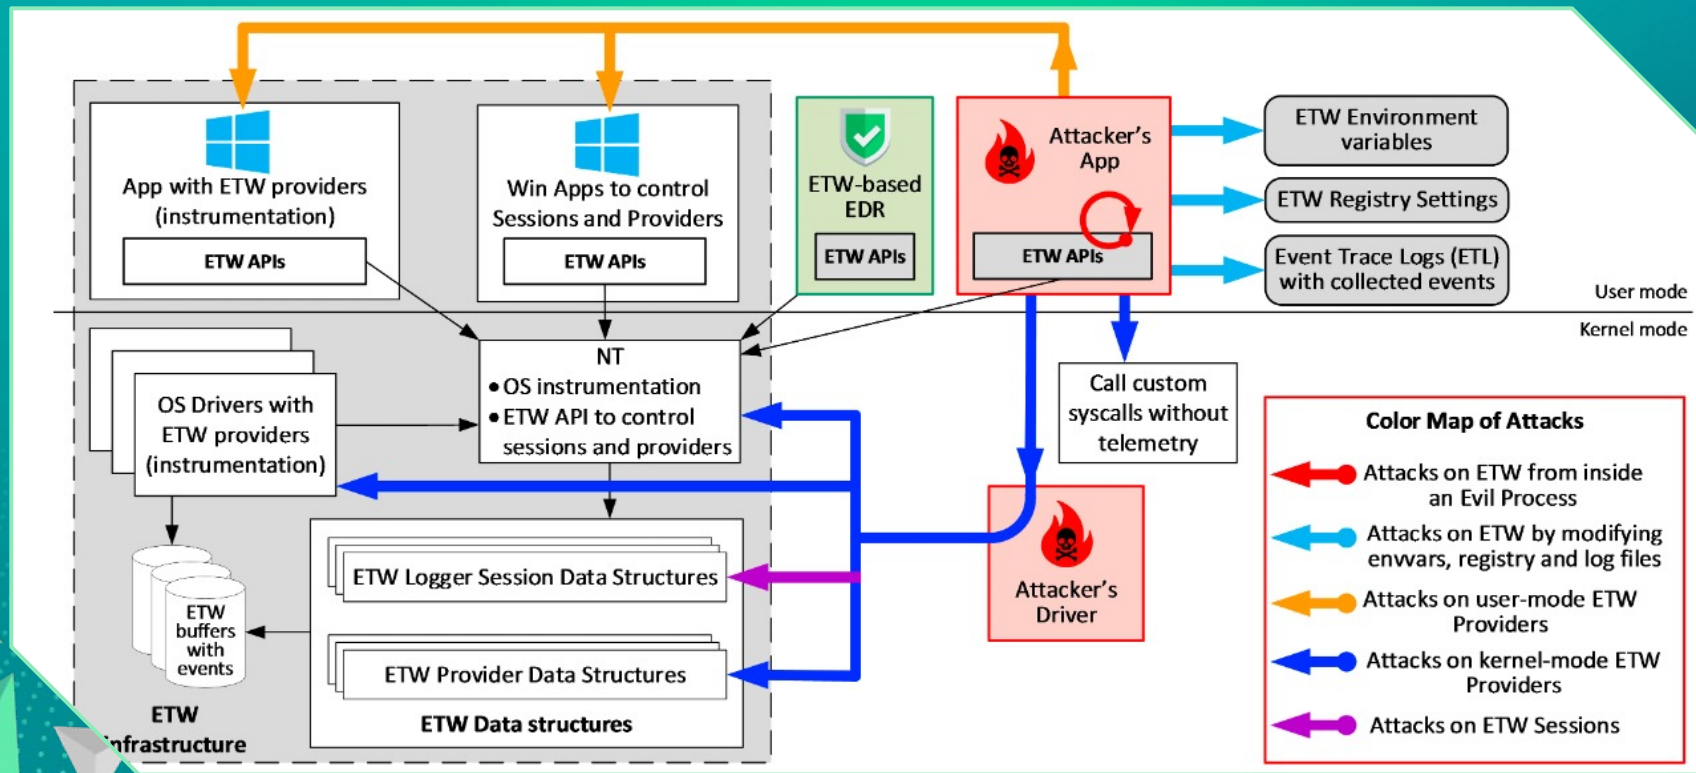 App with ETW providers
(instrumentation)
ETW APIs
Win Apps to control
Sessions and Providers
ETW APIs
ETW-based
EDR
ETW APIs
Attacker's
App
ETW APIs
ETW Environment
variables
ETW Registry Settings
Event Trace Logs (ETL)
with collected events
User mode
Kernel mode
OS Drivers with
ETW providers
(instrumentation)
NT
• OS instrumentation
• ETW API to control
sessions and providers
Call custom
syscalls without
telemetry
Attacker's
Driver
ETW Logger Session Data Structures
ETW Provider Data Structures
ETW Data structures
ETW
buffers
with
events
ETW
infrastructure
Color Map of Attacks
Attacks on ETW from inside
an Evil Process
Attacks on ETW by modifying
envvars, registry and log files
Attacks on user-mode ETW
Providers
Attacks on kernel-mode ETW
Providers
Attacks on ETW Sessions